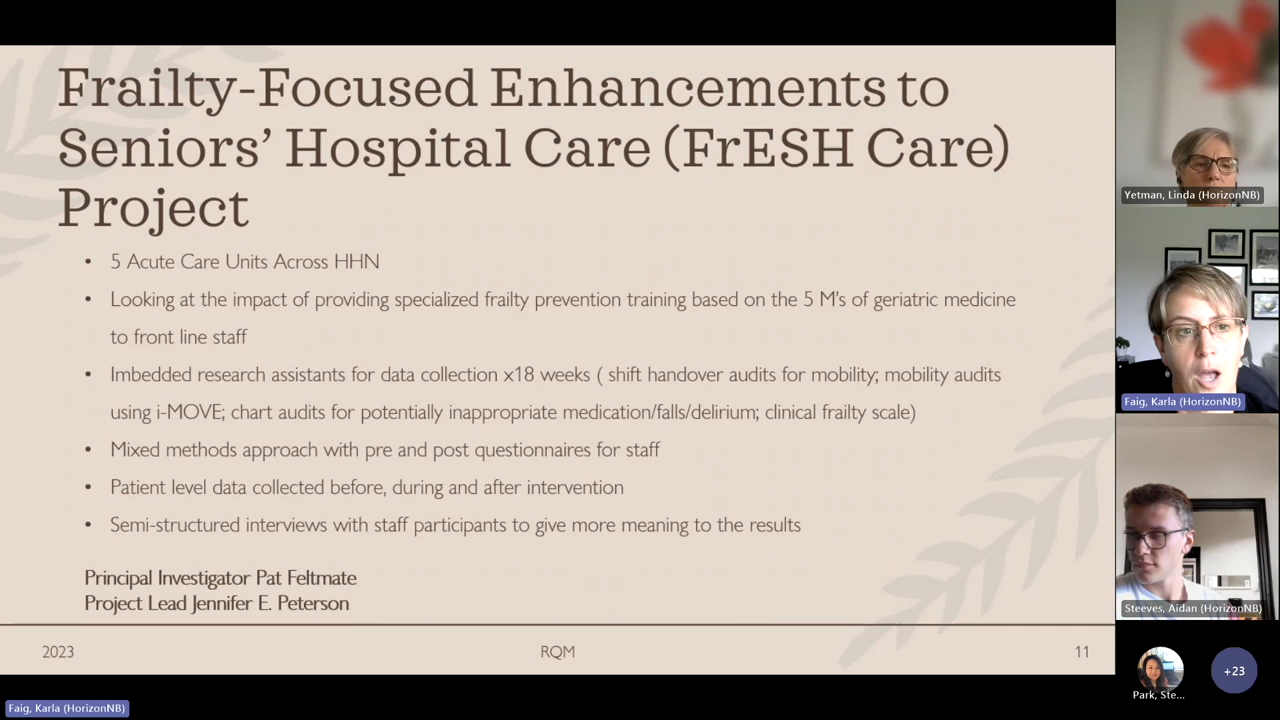 Frailty-Focused Enhancements to
Seniors' Hospital Care (FrESH Care)
Project
• 5 Acute Care Units Across HHN
• Looking at the impact of providing specialized frailty prevention training based on the 5 M's of geriatric medicine
to front line staff
• Imbedded research assistants for data collection x18 weeks ( shift handover audits for mobility; mobility audits
using i-MOVE; chart audits for potentially inappropriate medication/falls/delirium; clinical frailty scale)
• Mixed methods approach with pre and post questionnaires for staff
• Patient level data collected before, during and after intervention
• Semi-structured interviews with staff participants to give more meaning to the results
Principal Investigator Pat Feltmate
Project Lead Jennifer E. Peterson
2023
RQM
11
Yetman, Linda (HorizonNB)
Faig, Karla (HorizonNB)
Steeves, Aidan (HorizonNB)
Park, Ste...
+23
Faig, Karla (HorizonNB)